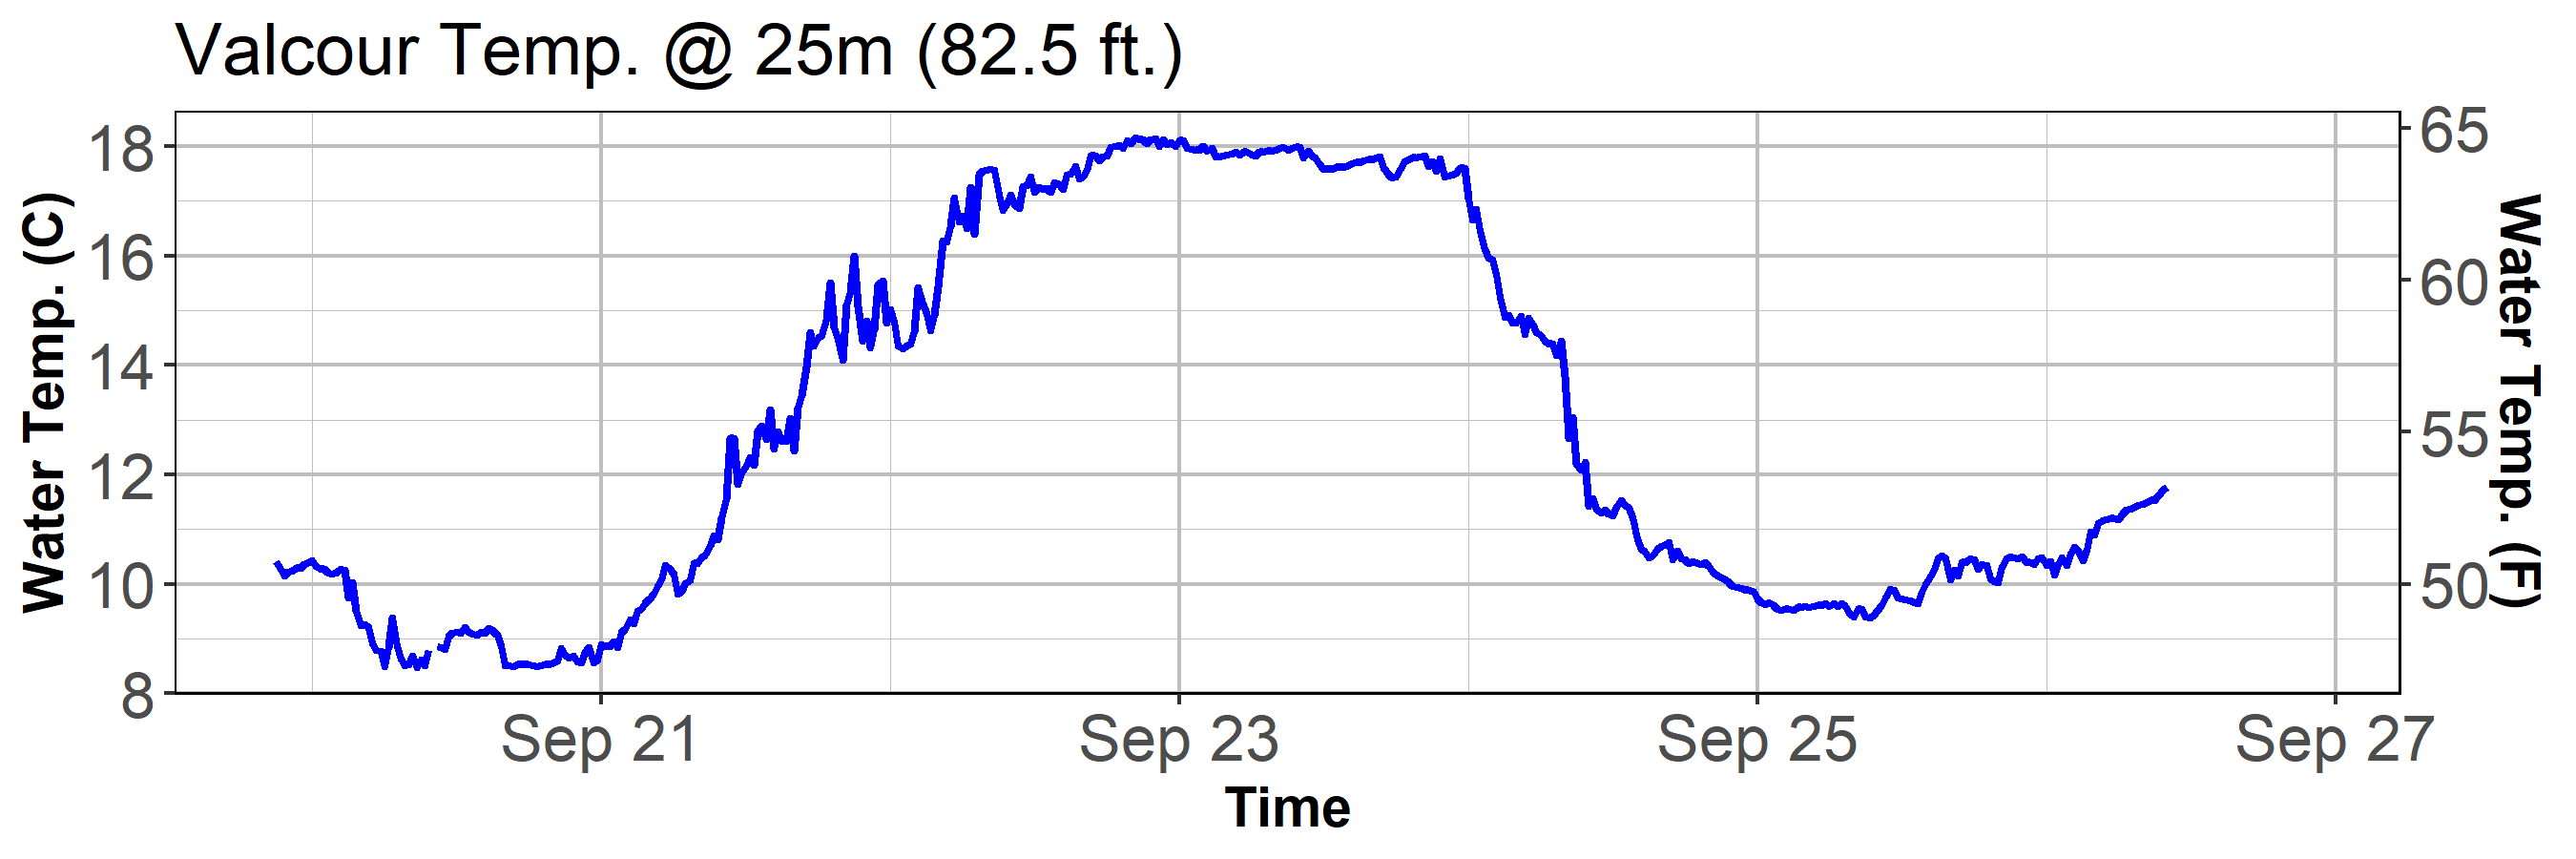 Valcour Temp. @ 25m (82.5 ft.)
Water Temp. (C)
18
16
14
12
10
8
65
60
55
50
Water Temp. (F)
Sep 21
Sep 23
Sep 25
Sep 27
Time